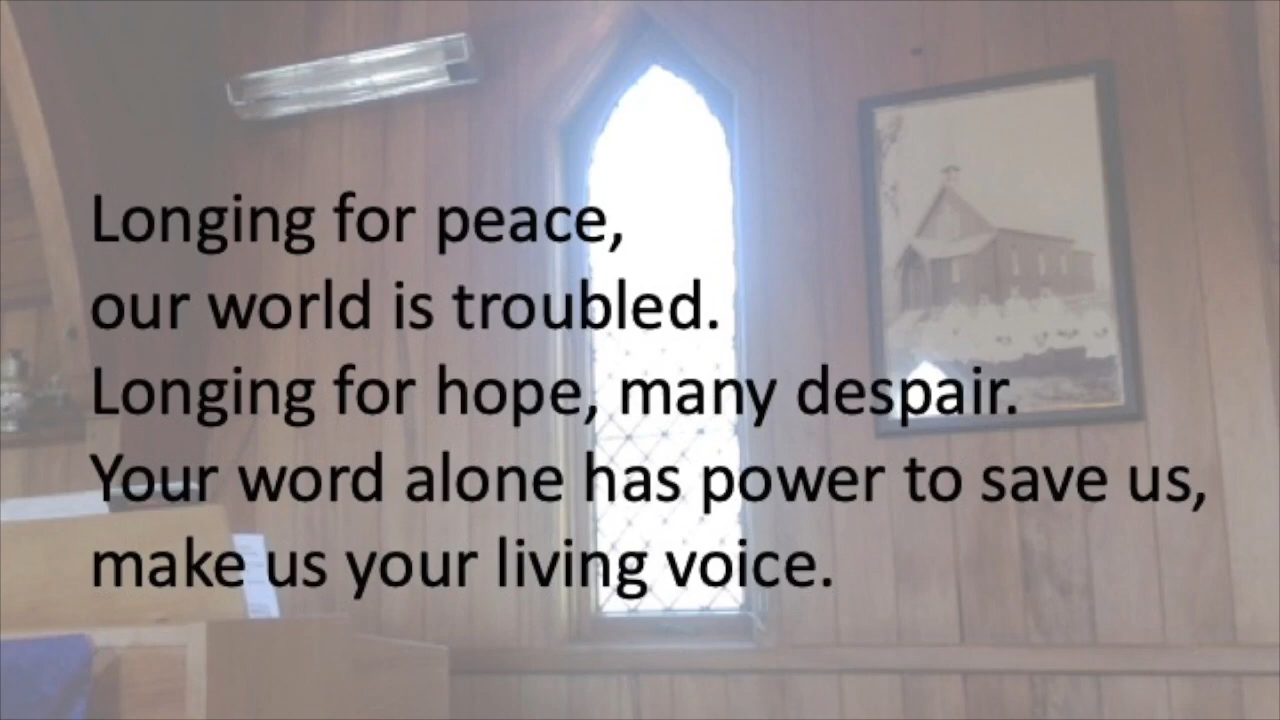 Longing for peace,
our world is troubled.
Longing for hope, many despair.
Your word alone has power to save us,
make us your living voice.